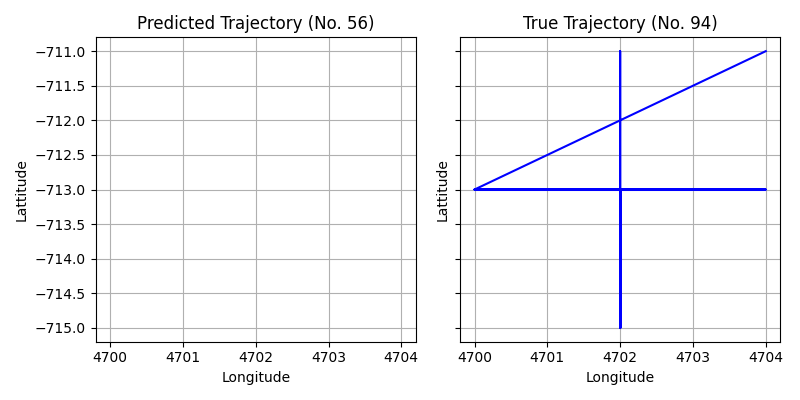 Predicted Trajectory (No. 56)
−711.0
−711.5
−712.0
−712.5
−713.0
−713.5
−714.0
−714.5
−715.0
Lattitude
4700 4701 4702 4703 4704
Longitude
True Trajectory (No. 94)
Lattitude
4700 4701 4702 4703 4704
Longitude